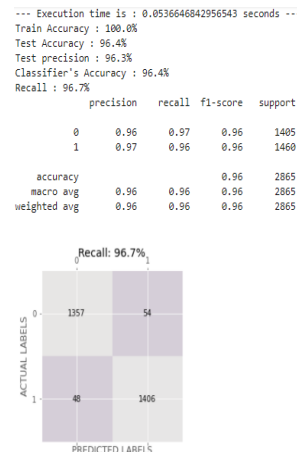 --- Execution time is : 0.0536646842956543 seconds --
Train Accuracy : 100.0%
Test Accuracy : 96.4%
Test precision : 96.3%
Classifier's Accuracy : 96.4%
Recall : 96.7%
precision recall f1-score support
0 0.96 0.97 0.96 1405
1 0.97 0.96 0.96 1460
accuracy 0.96 2865
macro avg 0.96 0.96 0.96 2865
weighted avg 0.96 0.96 0.96 2865
Recall: 96.7%
0 1
0 1357 54
1 48 1406
ACTUAL LABELS
PREDICTED LABELS